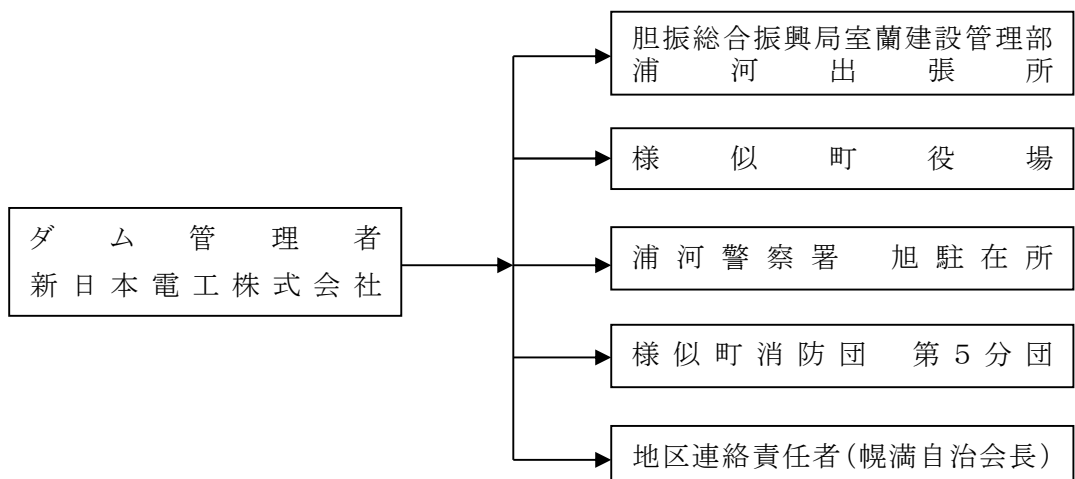 胆振総合振興局室蘭建設管理部
浦河出張所
様似町役場
ダム管理者
新日本電工株式会社
浦河警察署　旭駐在所
様似町消防団　第５分団
地区連絡責任者(幌満自治会長)